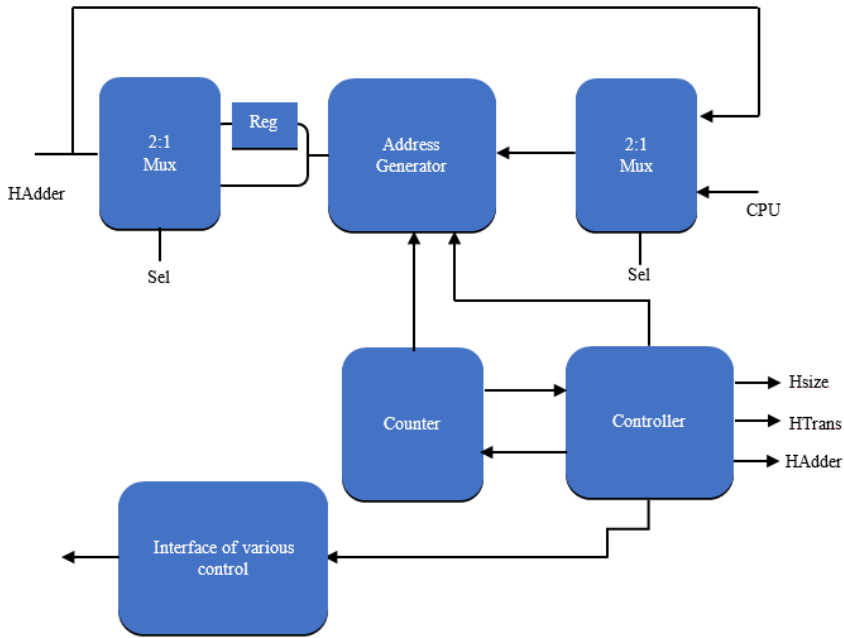 Reg
2:1
Mux
Address
Generator
2:1
Mux
HAdder
CPU
Sel
Sel
Counter
Controller
Hsize
HTrans
HAdder
Interface of various
control